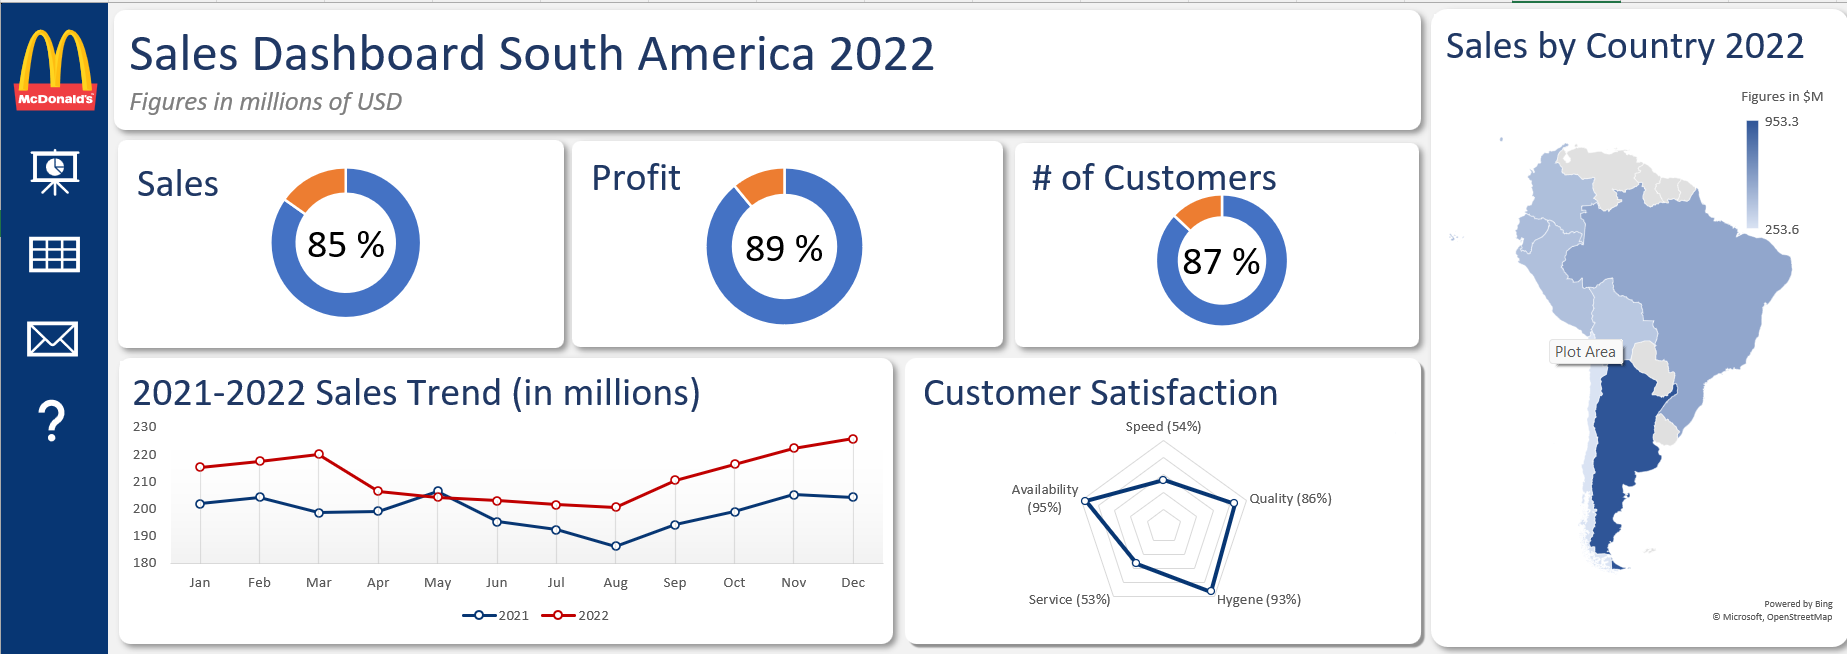 McDonald's
Sales Dashboard South America 2022
Figures in millions of USD
Sales
85 %
Profit
89 %
# of Customers
87 %
2021-2022 Sales Trend (in millions)
230
220
210
200
190
180
Jan Feb Mar Apr May Jun Jul Aug Sep Oct Nov Dec
2021 2022
Customer Satisfaction
Speed (54%)
Quality (86%)
Hygene (93%)
Service (53%)
Availability
(95%)
Sales by Country 2022
Figures in $M
953.3
253.6
Plot Area
Powered by Bing
© Microsoft, OpenStreetMap
?